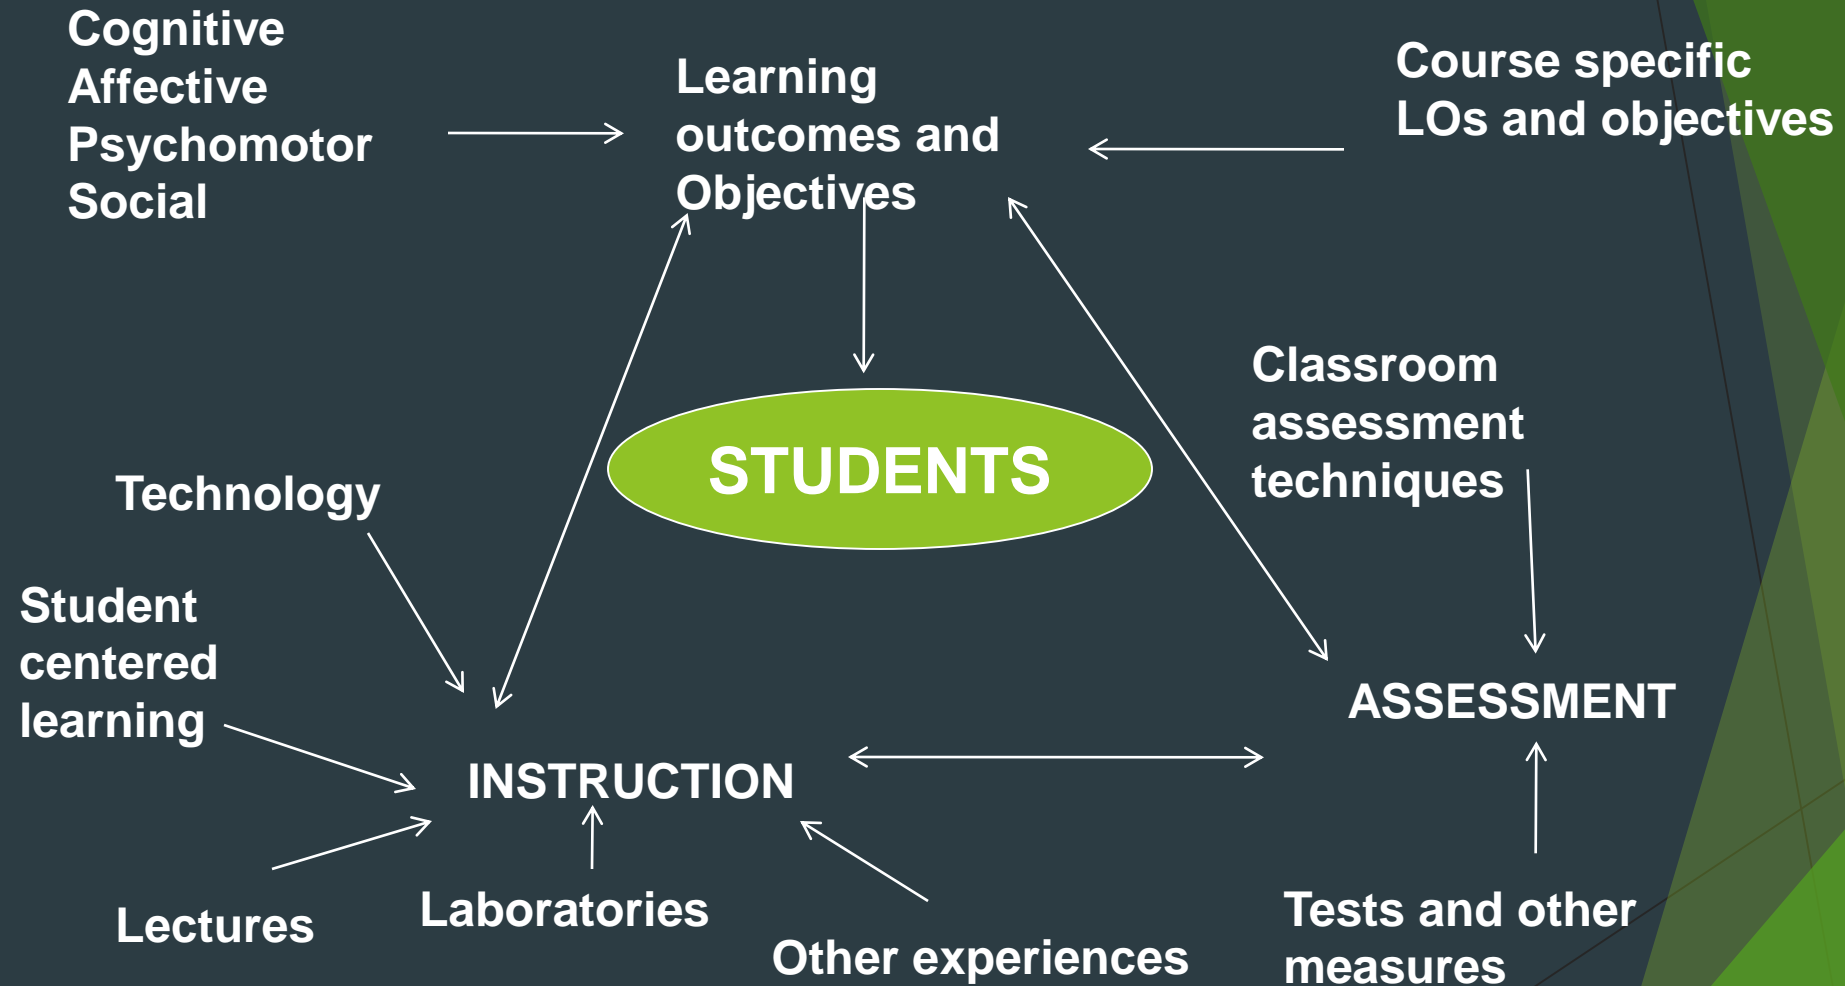 Cognitive
Affective
Psychomotor
Social
Learning
outcomes and
Objectives
Course specific
LOs and objectives
STUDENTS
Classroom
assessment
techniques
Technology
Student
centered
learning
INSTRUCTION
ASSESSMENT
Lectures
Laboratories
Other experiences
Tests and other
measures